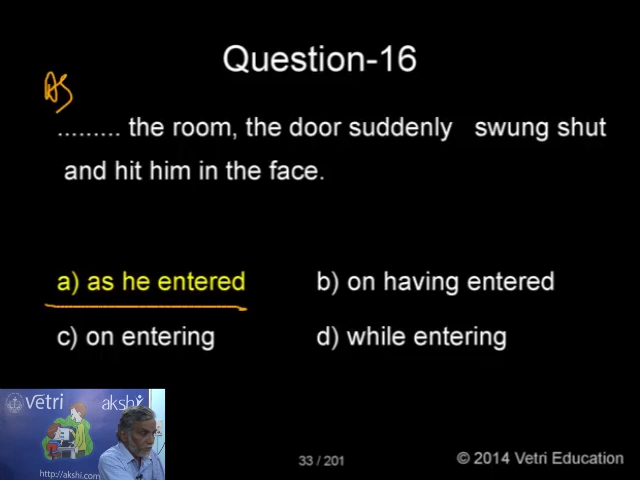 Question-16
As
......... the room, the door suddenly swung shut
and hit him in the face.
a) as he entered
b) on having entered
c) on entering
d) while entering
vetri
akshi
http://akshi.com
33 / 201
© 2014 Vetri Education